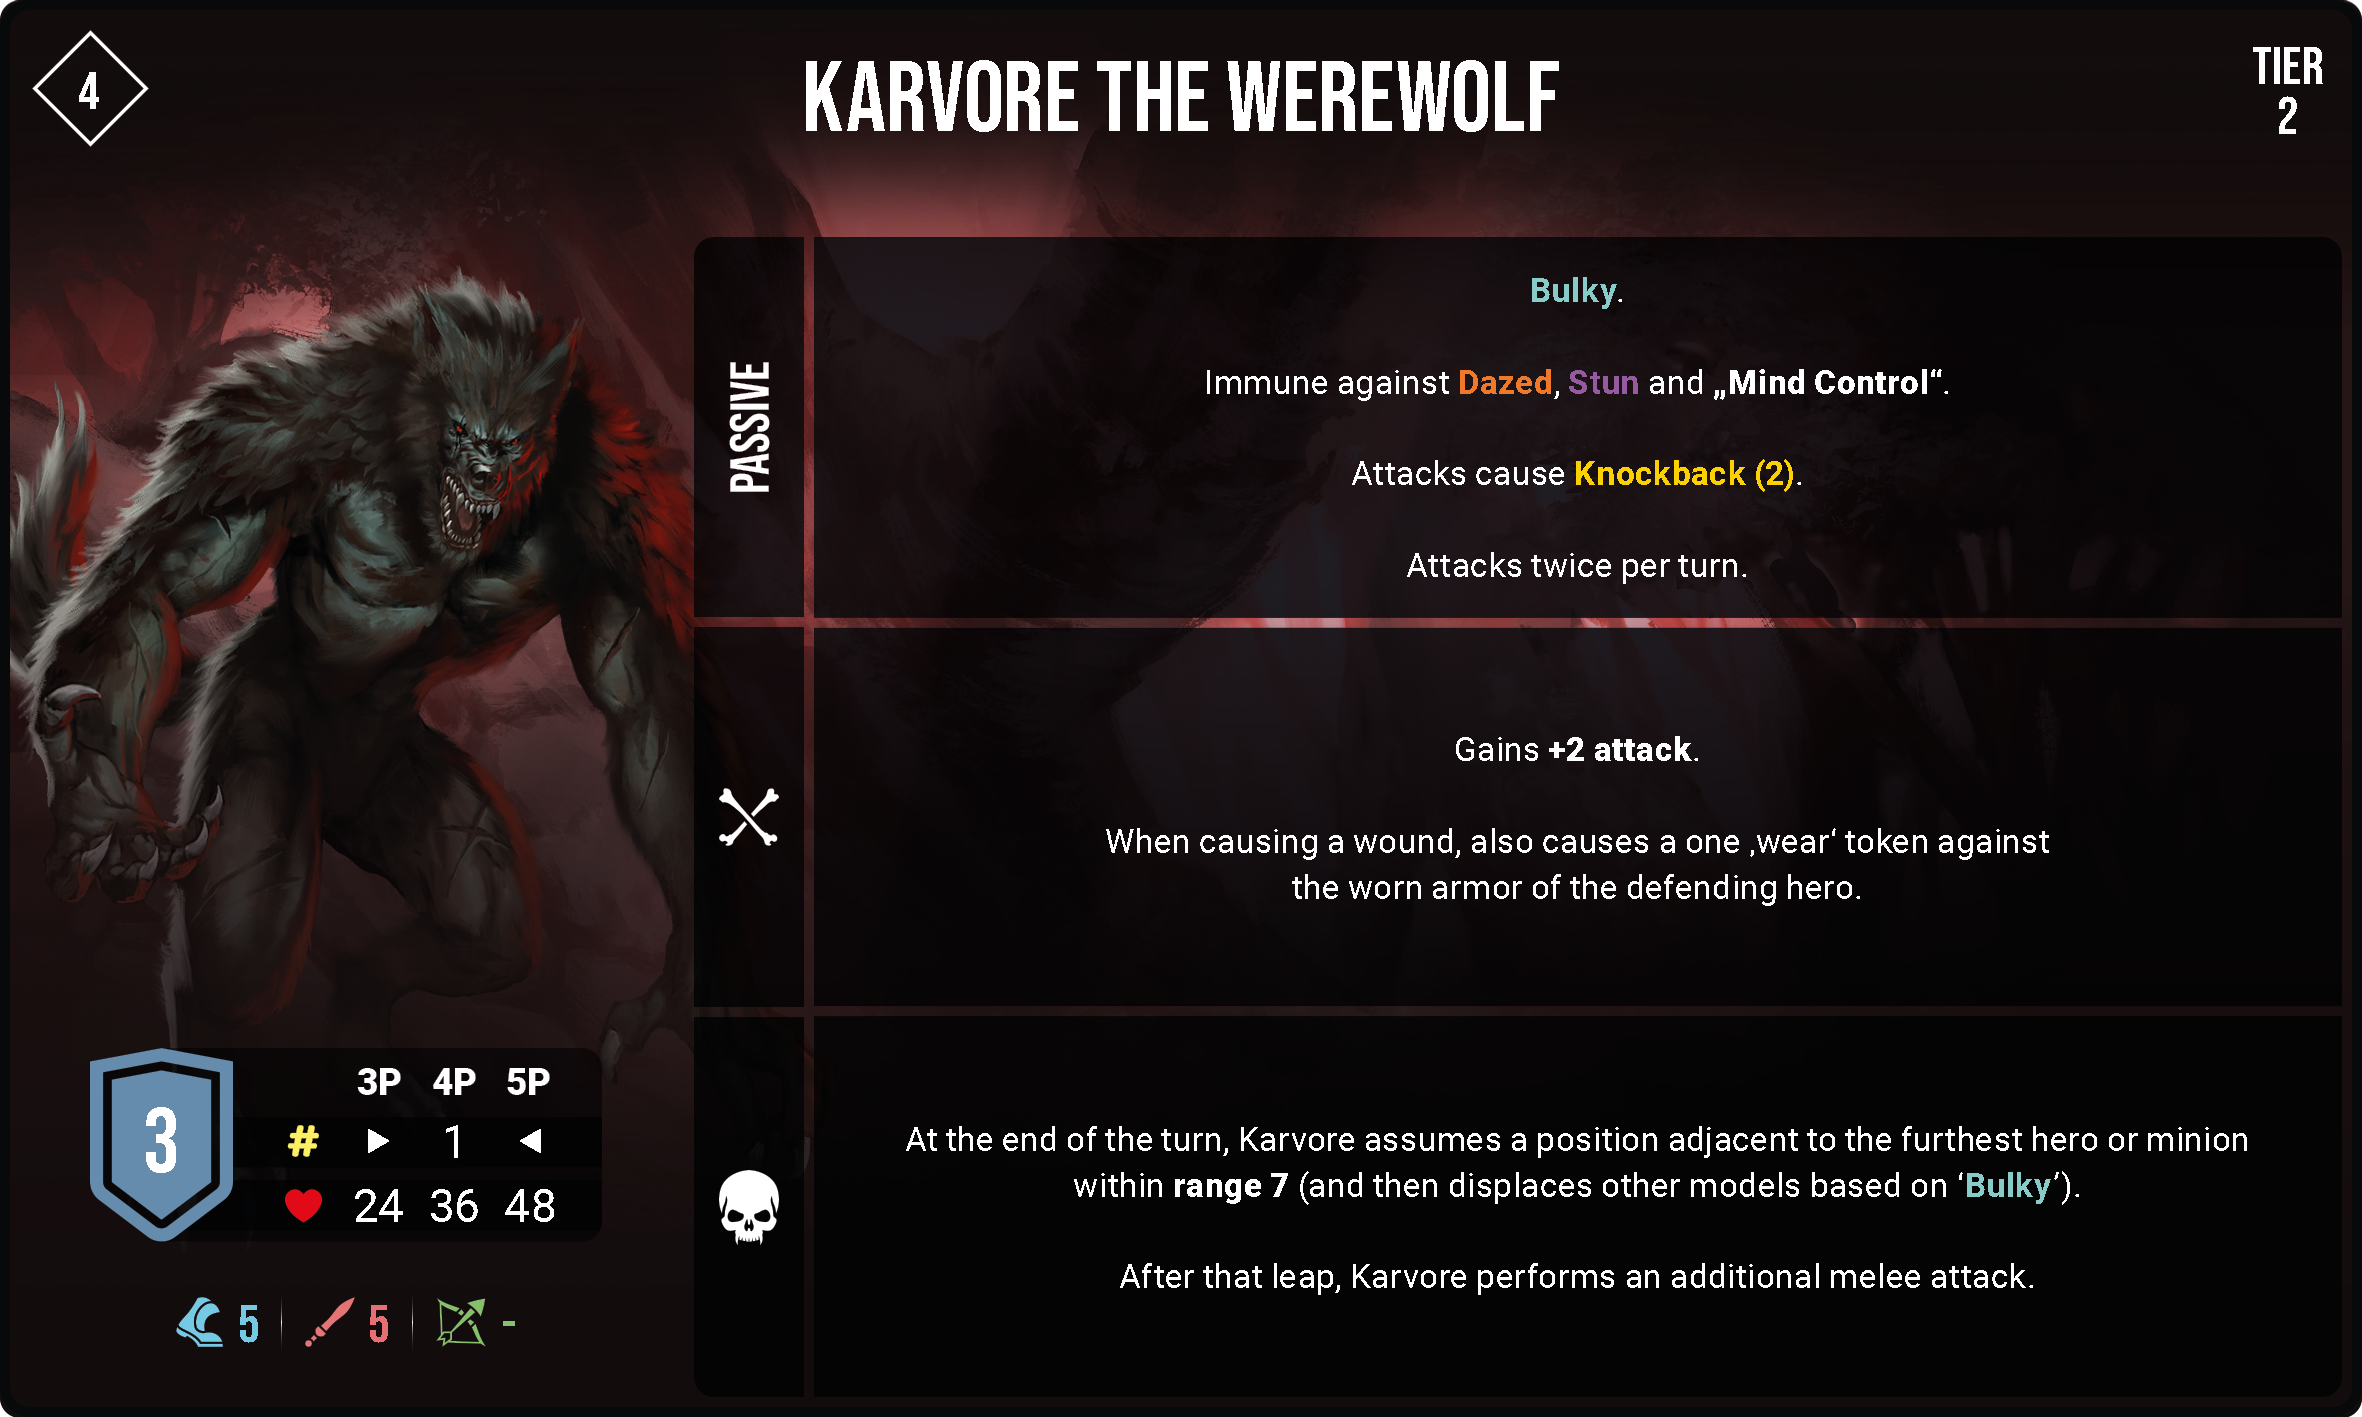 4
KARVORE THE WEREWOLF
TIER
2
PASSIVE
Bulky.
Immune against Dazed, Stun and „Mind Control“.
Attacks cause Knockback (2).
Attacks twice per turn.
Gains +2 attack.
When causing a wound, also causes a one ‚wear‘ token against
the worn armor of the defending hero.
At the end of the turn, Karvore assumes a position adjacent to the furthest hero or minion
within range 7 (and then displaces other models based on ‘Bulky’).
After that leap, Karvore performs an additional melee attack.
3
3P 4P 5P
# ▶ 1 ◀
24 36 48
5 5 -